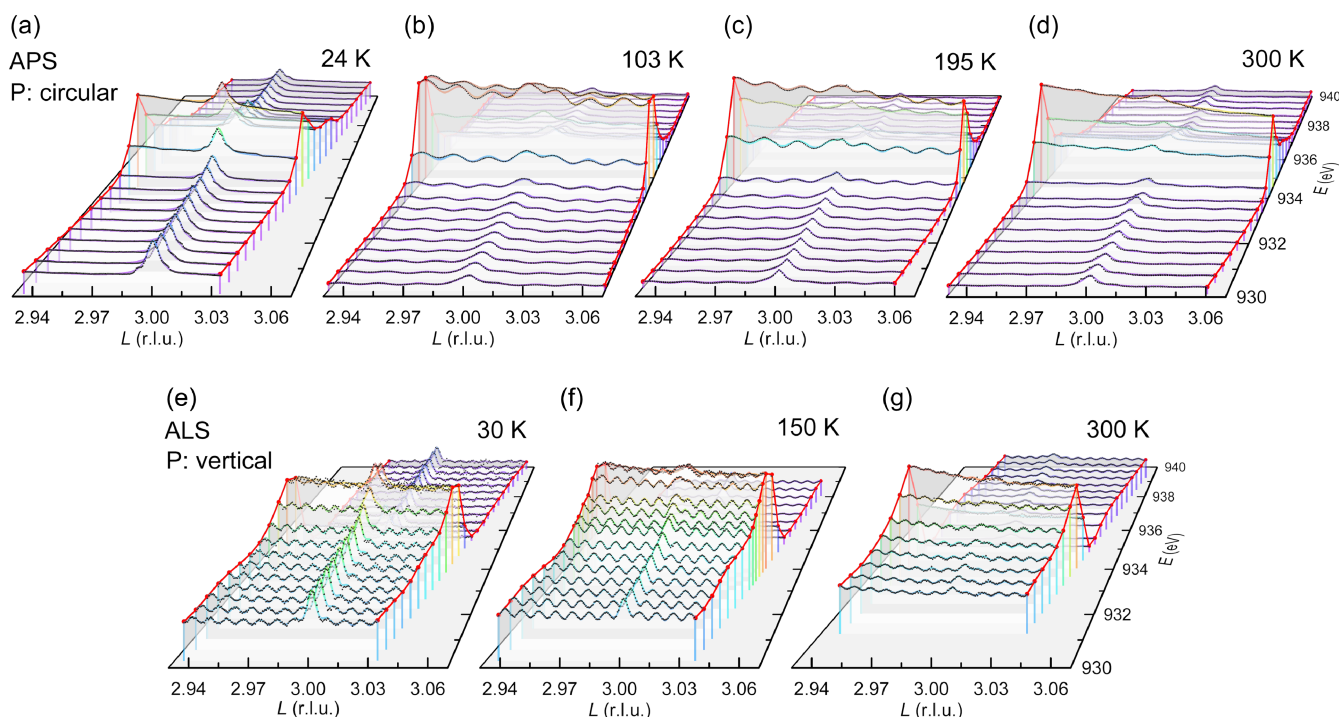 (a) (b) (c) (d)
APS 24 K 103 K 195 K 300 K
P: circular
940
938
936
934
932
930
E (eV)
2.94 2.97 3.00 3.03 3.06 2.94 2.97 3.00 3.03 3.06 2.94 2.97 3.00 3.03 3.06 2.94 2.97 3.00 3.03 3.06
L (r.l.u.) L (r.l.u.) L (r.l.u.) L (r.l.u.)
(e) (f) (g)
ALS 30 K 150 K 300 K
P: vertical
940
938
936
934
932
930
E (eV)
2.94 2.97 3.00 3.03 3.06 2.94 2.97 3.00 3.03 3.06 2.94 2.97 3.00 3.03 3.06
L (r.l.u.) L (r.l.u.) L (r.l.u.)